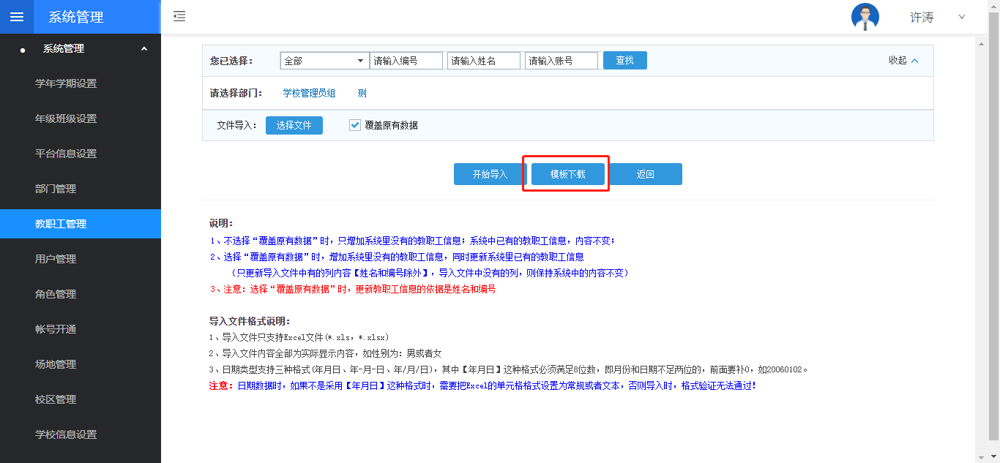 系统管理
许涛
系统管理
学年学期设置
年级班级设置
平台信息设置
部门管理
教职工管理
用户管理
角色管理
帐号开通
场地管理
校区管理
学校信息设置
您已选择： 全部 请输入编号 请输入姓名 请输入账号 查找 收起
请选择部门： 学校管理员组 测
文件导入： 选择文件 覆盖原有数据
开始导入 模板下载 返回
说明：
1、不选择“覆盖原有数据”时，只增加系统里没有的教职工信息；系统中已有的教职工信息，内容不变；
2、选择“覆盖原有数据”时，增加系统里没有的教职工信息，同时更新系统里已有的教职工信息
（只更新导入文件中有的列内容【姓名和编号除外】，导入文件中没有的列，则保持系统中的内容不变）
3、注意：选择“覆盖原有数据”时，更新教职工信息的依据是姓名和编号
导入文件格式说明：
1、导入文件只支持Excel文件(*.xls，*.xlsx)
2、导入文件内容全部为实际显示内容，如性别为：男或者女
3、日期类型支持三种格式(年月日、年-月-日、年/月/日)，其中【年月日】这种格式必须满足8位数，即月份和日期不足两位的，前面要补0，如20060102。
注意：日期数据时，如果不是采用【年月日】这种格式时，需要把Excel的单元格格式设置为常规或者文本，否则导入时，格式验证无法通过！